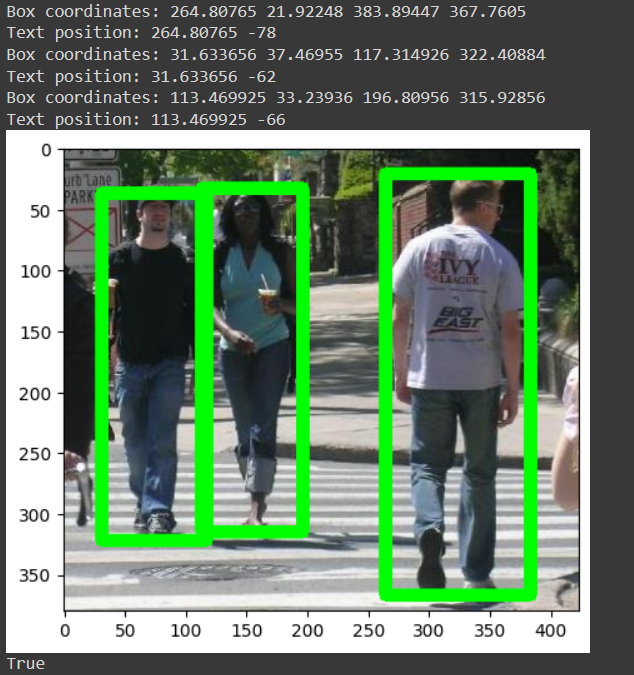 Box coordinates: 264.80765 21.92248 383.89447 367.7605
Text position: 264.80765 -78
Box coordinates: 31.633656 37.46955 117.314926 322.40884
Text position: 31.633656 -62
Box coordinates: 113.469925 33.23936 196.80956 315.92856
Text position: 113.469925 -66
0
50
100
150
200
250
300
350
urb Lane
PARK
THE
IVY
LEAGUE
VS.
BIG
EAST
0 50 100 150 200 250 300 350 400
True